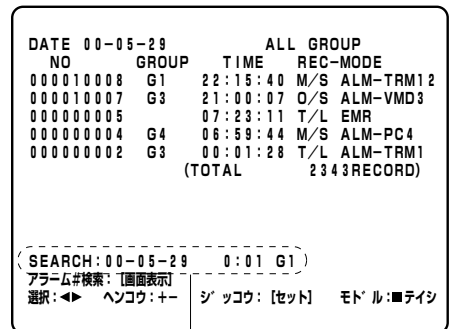 DATE 00-05-29 ALL GROUP
NO GROUP TIME REC-MODE
000010008 G1 22:15:40 M/S ALM-TRM12
000010007 G3 21:00:07 O/S ALM-VMD3
000000005 07:23:11 T/L EMR
000000004 G4 06:59:44 M/S ALM-PC4
000000002 G3 00:01:28 T/L ALM-TRM1
(TOTAL 2343RECORD)
SEARCH:00-05-29 0:01 G1
アラーム#検索:[画面表示]
選択:◀▶ ヘンコウ:+− ジッコウ:[セット] モドル:■テイシ